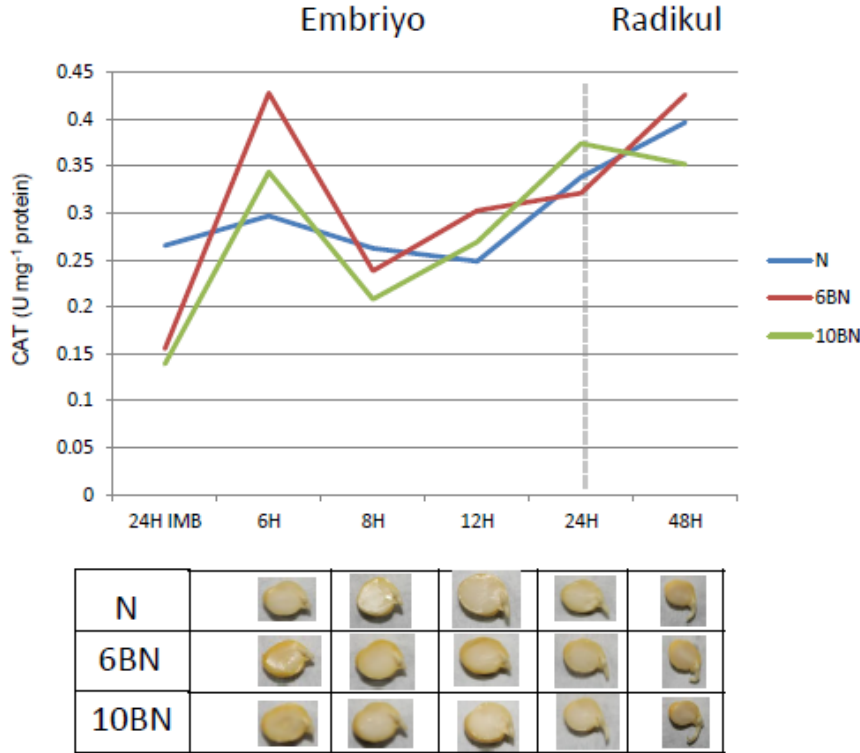 Embriyo Radikul
CAT (U mg⁻¹ protein)
0.45
0.4
0.35
0.3
0.25
0.2
0.15
0.1
0.05
0
24H IMB 6H 8H 12H 24H 48H
N
6BN
10BN
N
6BN
10BN